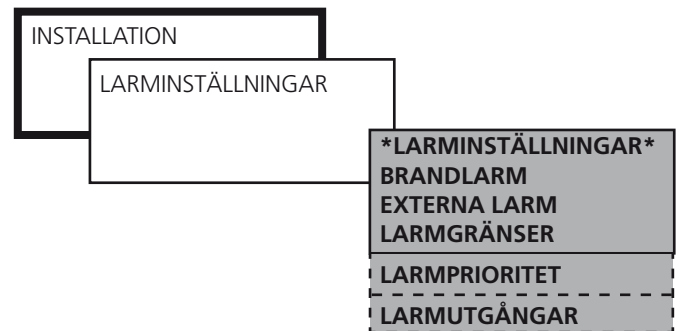 INSTALLATION
LARMINSTÄLLNINGAR
*LARMINSTÄLLNINGAR*
BRANDLARM
EXTERNA LARM
LARMGRÄNSER
LARMPRIORITET
LARMUTGÅNGAR